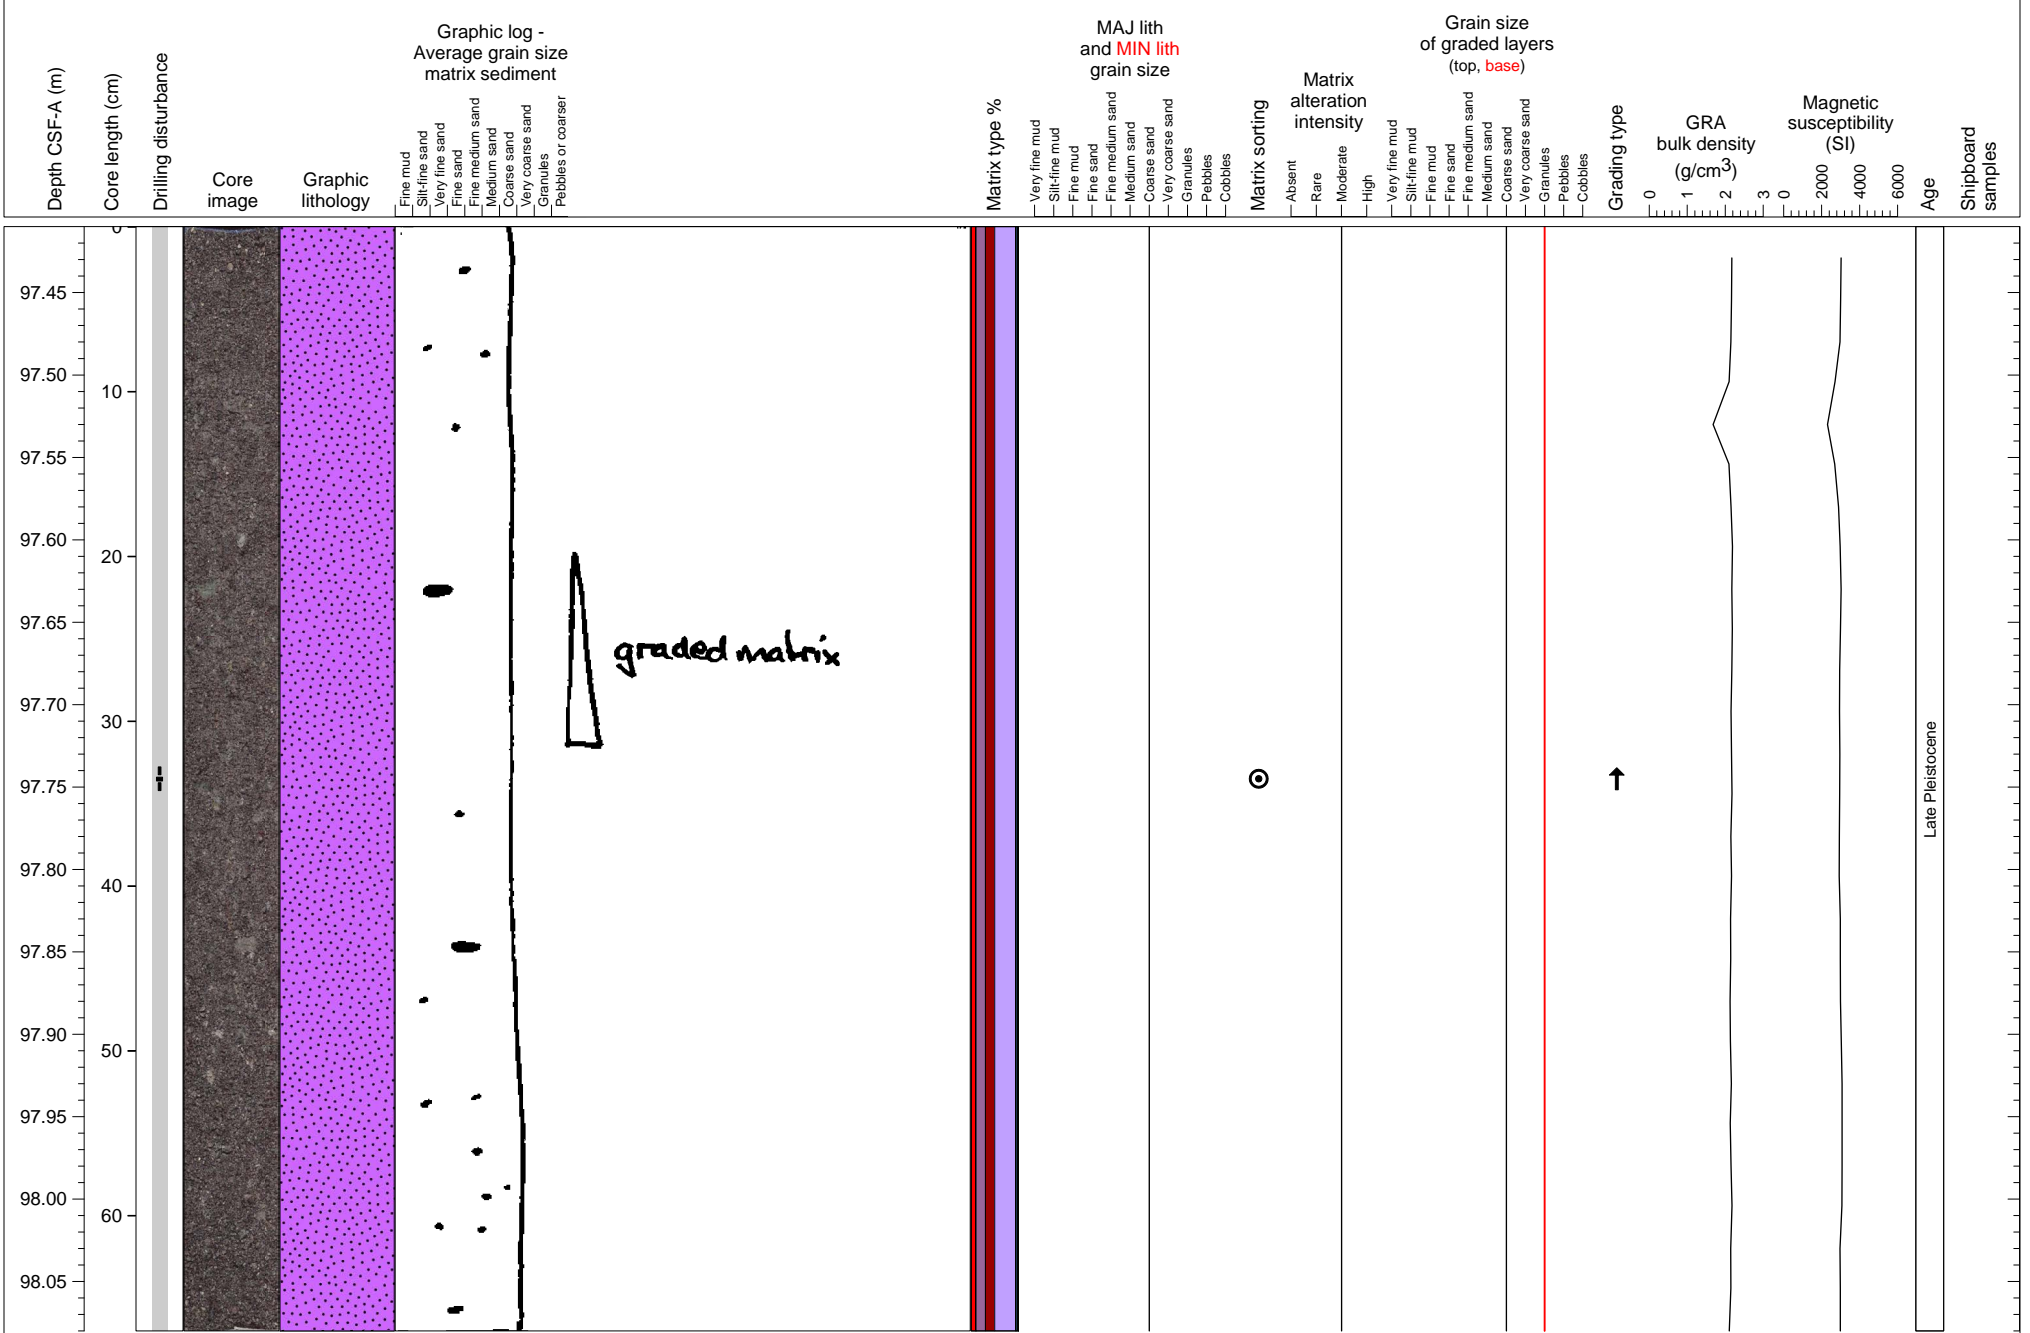 Depth CSF-A (m)
Core length (cm)
Drilling disturbance
Core
image
Graphic
lithology
Graphic log -
Average grain size
matrix sediment
Fine mud
Silt-fine sand
Very fine sand
Fine sand
Fine medium sand
Medium sand
Coarse sand
Very coarse sand
Granules
Pebbles or coarser
Matrix type %
MAJ lith
and MIN lith
grain size
Very fine mud
Silt-fine mud
Fine mud
Fine sand
Fine medium sand
Medium sand
Coarse sand
Very coarse sand
Granules
Pebbles
Cobbles
Matrix sorting
Matrix
alteration
intensity
Absent
Rare
Moderate
High
Grain size
of graded layers
(top, base)
Very fine mud
Silt-fine mud
Fine mud
Fine sand
Fine medium sand
Medium sand
Coarse sand
Very coarse sand
Granules
Pebbles
Cobbles
Grading type
GRA
bulk density
(g/cm3)
0 1 2 3
Magnetic
susceptibility
(SI)
0 2000 4000 6000
Age
Shipboard
samples
97.45
97.50
97.55
97.60
97.65
97.70
97.75
97.80
97.85
97.90
97.95
98.00
98.05
0
10
20
30
40
50
60
graded matrix
Late Pleistocene